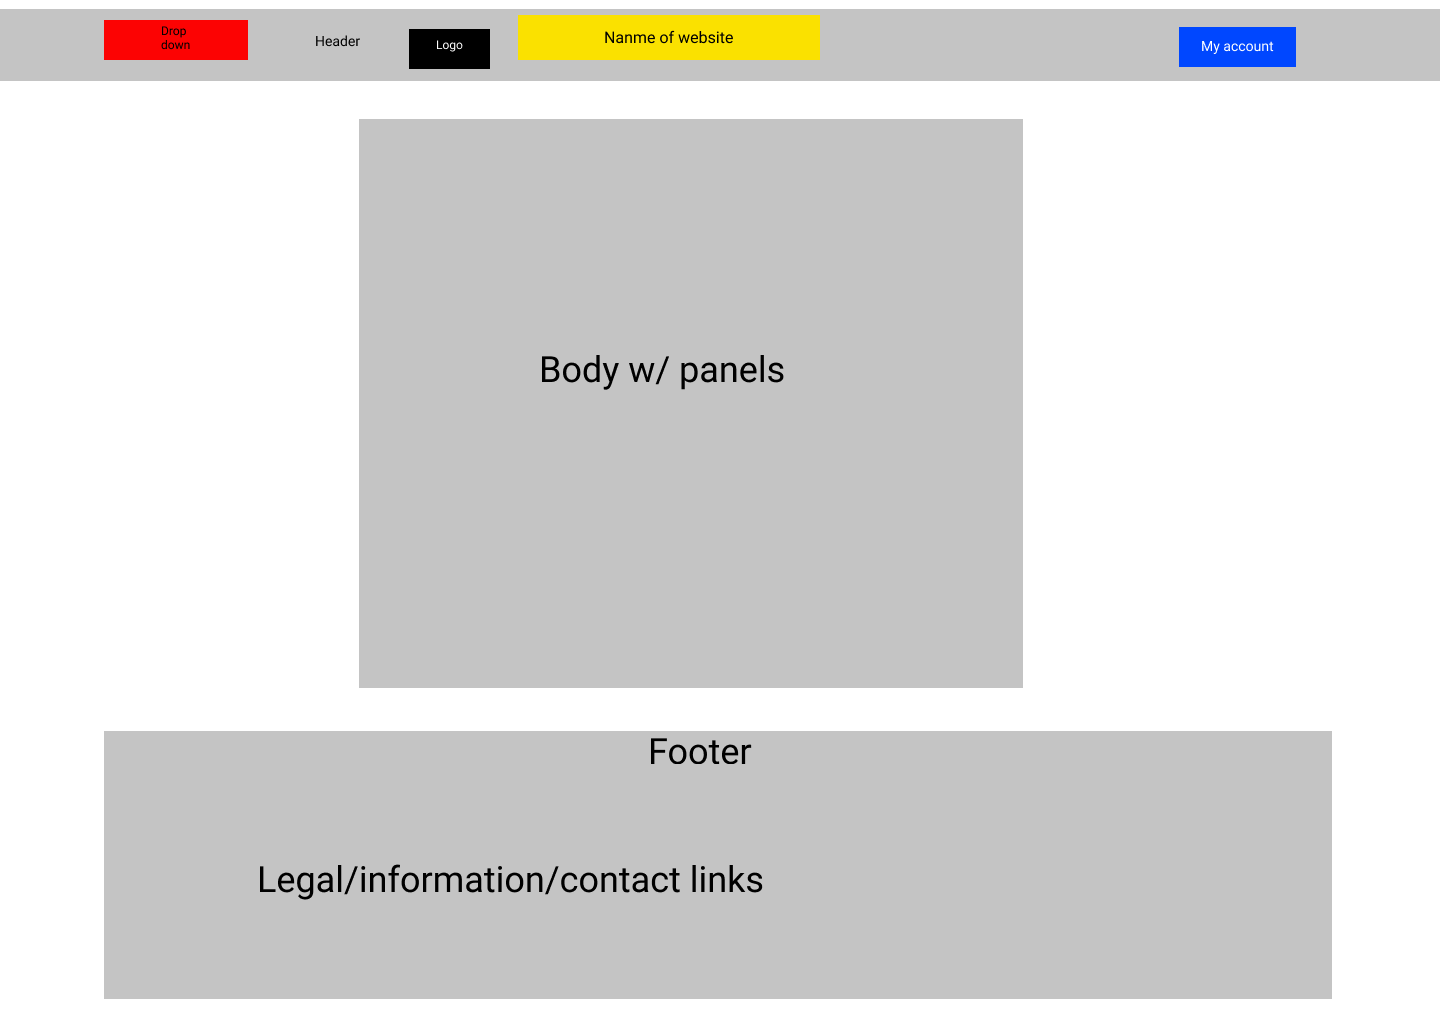 Drop
down
Header
Logo
Nanme of website
My account
Body w/ panels
Footer
Legal/information/contact links